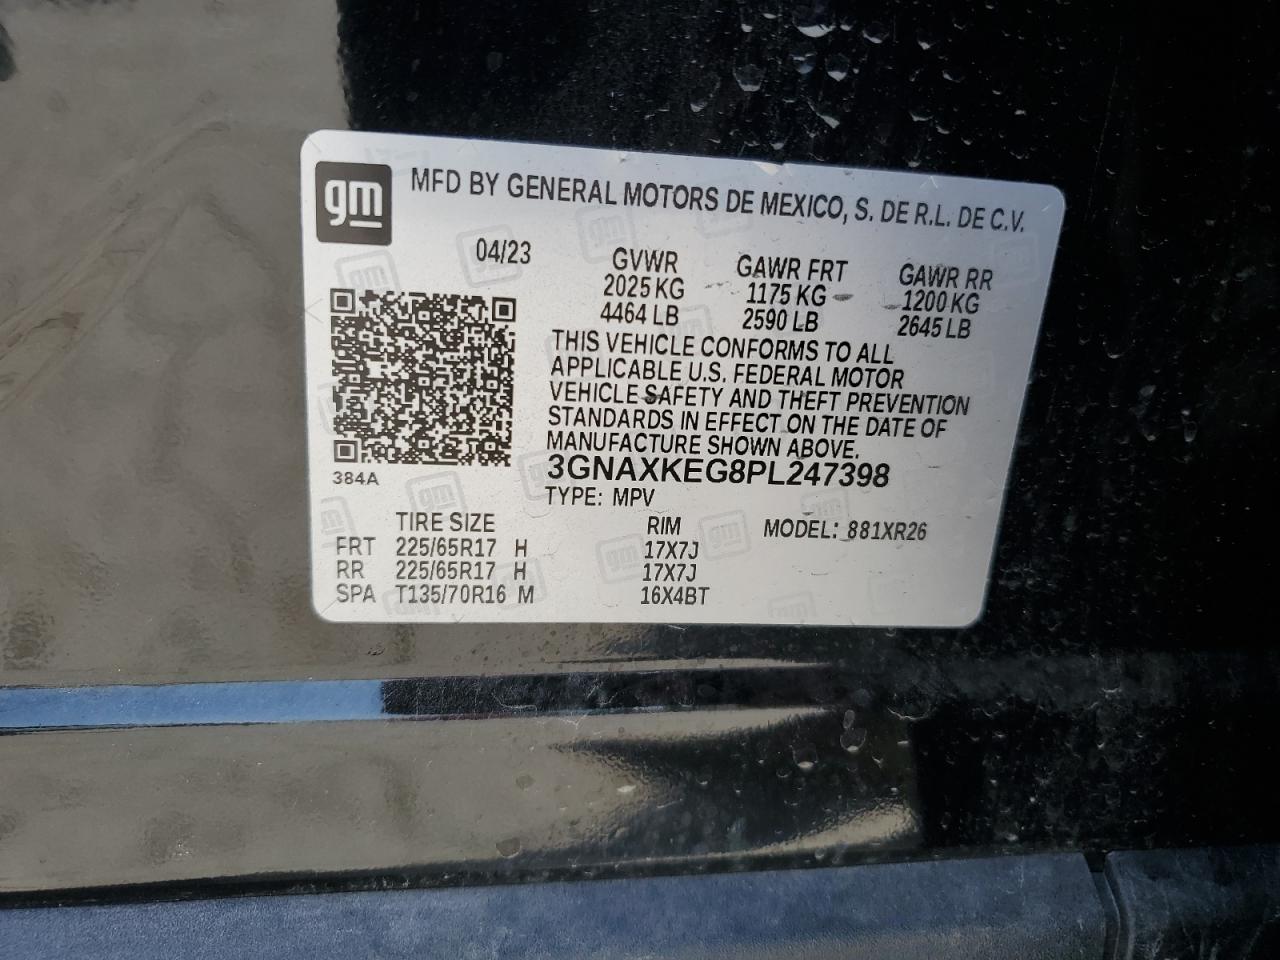 gm
MFD BY GENERAL MOTORS DE MEXICO, S. DE R.L. DE C.V.
04/23 GVWR GAWR FRT GAWR RR
2025 KG 1175 KG 1200 KG
4464 LB 2590 LB 2645 LB
THIS VEHICLE CONFORMS TO ALL
APPLICABLE U.S. FEDERAL MOTOR
VEHICLE SAFETY AND THEFT PREVENTION
STANDARDS IN EFFECT ON THE DATE OF
MANUFACTURE SHOWN ABOVE.
3GNAXKEG8PL247398
384A
TYPE: MPV
TIRE SIZE RIM MODEL: 881XR26
FRT 225/65R17 H 17X7J
RR 225/65R17 H 17X7J
SPA T135/70R16 M 16X4BT